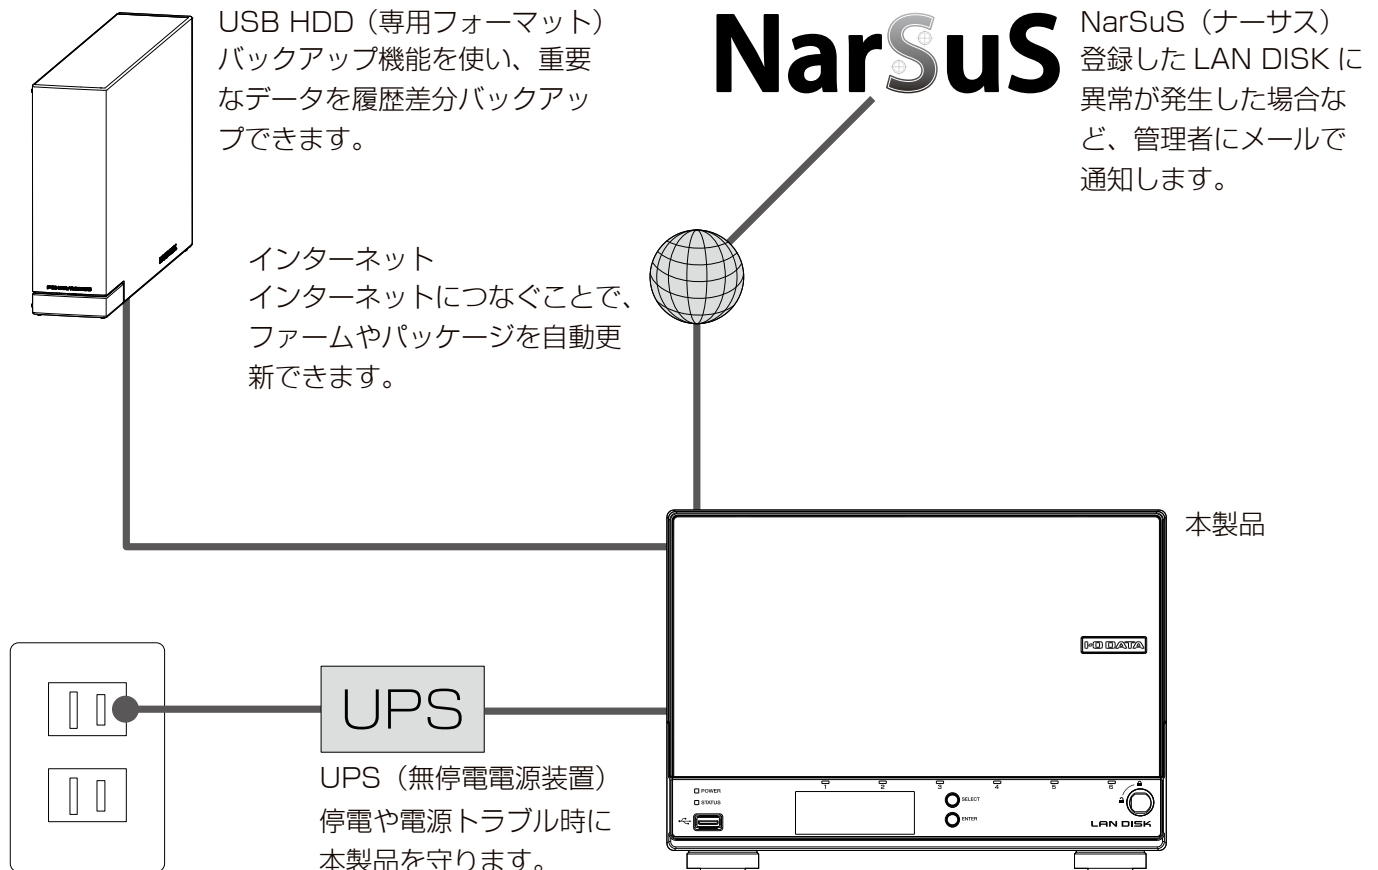 USB HDD（専用フォーマット）
バックアップ機能を使い、重要
なデータを履歴差分バックアッ
プできます。
NarSuS
NarSuS（ナーサス）
登録した LAN DISK に
異常が発生した場合な
ど、管理者にメールで
通知します。
インターネット
インターネットにつなぐことで、
ファームやパッケージを自動更
新できます。
本製品
I-O DATA
UPS
UPS（無停電電源装置）
停電や電源トラブル時に
本製品を守ります。
POWER
STATUS
1 2 3 4 5 6
SELECT
ENTER
LAN DISK